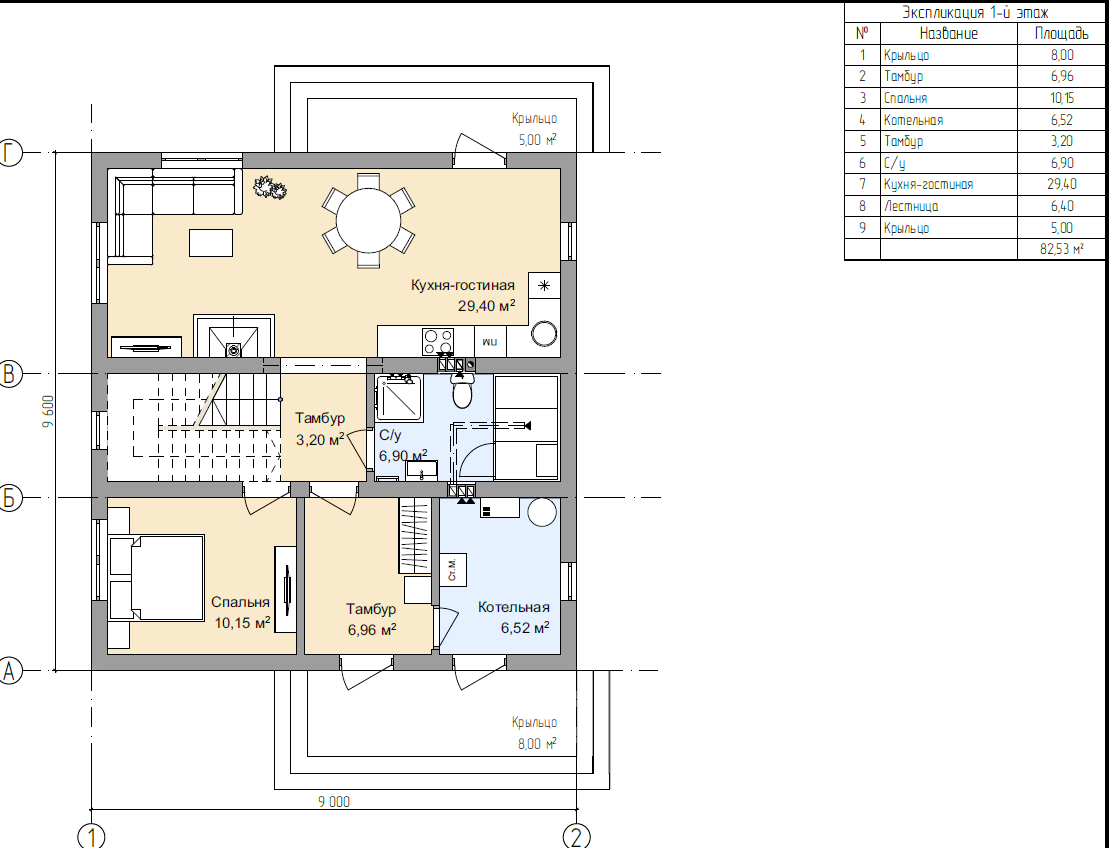 Экспликация 1-й этаж
№ Название Площадь
1 Крыльцо 8,00
2 Тамбур 6,96
3 Спальня 10,15
4 Котельная 6,52
5 Тамбур 3,20
6 С/у 6,90
7 Кухня-гостиная 29,40
8 Лестница 6,40
9 Крыльцо 5,00
82,53 м²
Крыльцо
5,00 м²
Г
Кухня-гостиная
29,40 м²
ПМ
В
9 600
Тамбур
3,20 м²
С/у
6,90 м²
Б
Ст.М.
Спальня
10,15 м²
Тамбур
6,96 м²
Котельная
6,52 м²
А
Крыльцо
8,00 м²
9 000
1
2